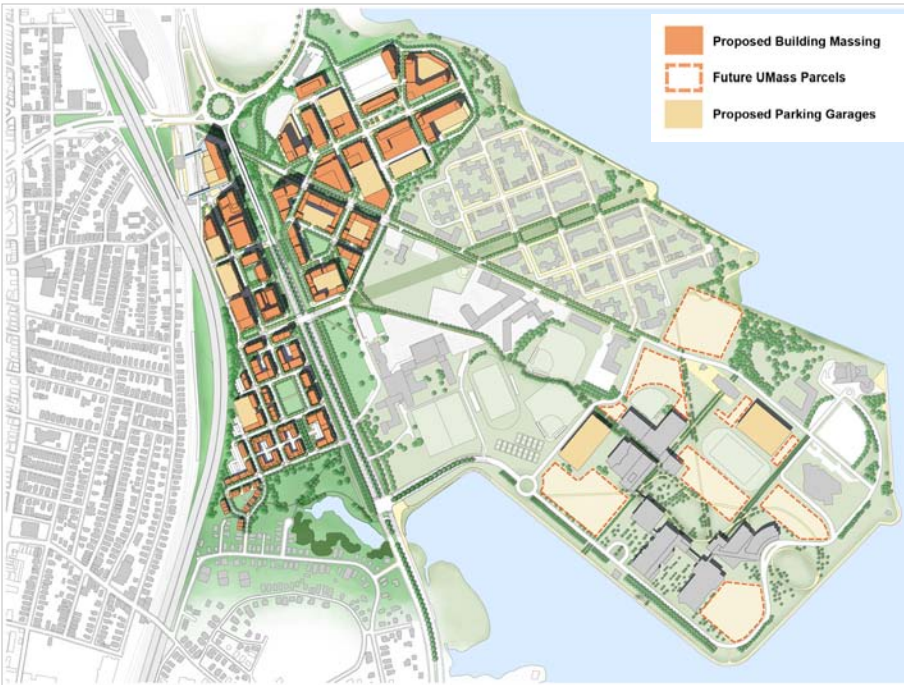 Proposed Building Massing
Future UMass Parcels
Proposed Parking Garages